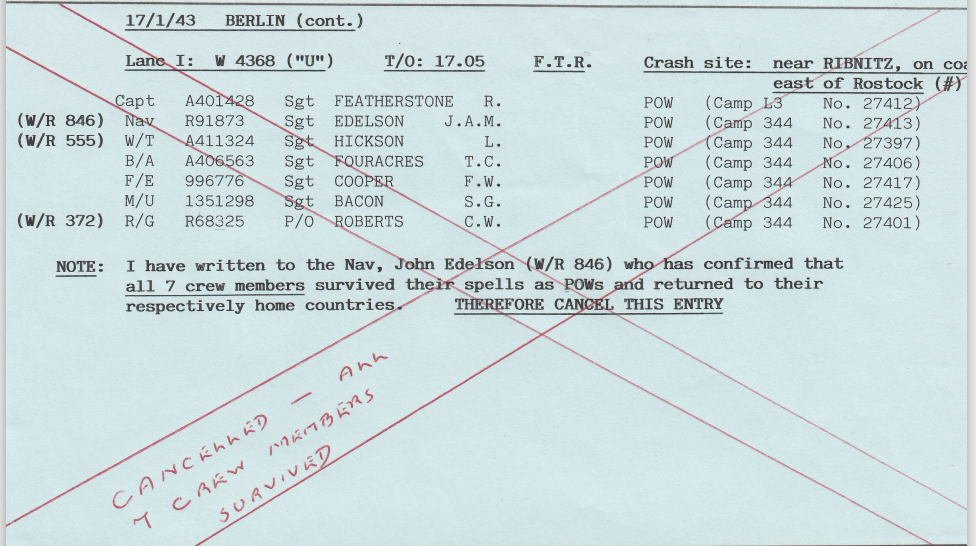 17/1/43 BERLIN (cont.)
Lanc I: W 4368 ("U") T/O: 17.05 F.T.R. Crash site: near RIBNITZ, on
east of Rostock (#)
Capt A401428 Sgt FEATHERSTONE R. POW (Camp L3 No. 27412)
(W/R 846) Nav R91873 Sgt EDELSON J.A.M. POW (Camp 344 No. 27413)
(W/R 555) W/T A411324 Sgt HICKSON L. POW (Camp 344 No. 27397)
B/A A406563 Sgt FOURACRES T.C. POW (Camp 344 No. 27406)
F/E 996776 Sgt COOPER F.W. POW (Camp 344 No. 27417)
M/U 1351298 Sgt BACON S.G. POW (Camp 344 No. 27425)
(W/R 372) R/G R68325 P/O ROBERTS C.W. POW (Camp 344 No. 27401)
NOTE: I have written to the Nav, John Edelson (W/R 846) who has confirmed that
all 7 crew members survived their spells as POWs and returned to their
respectively home countries. THEREFORE CANCEL THIS ENTRY
CANCELLED — ALL
7 CREW MEMBERS
SURVIVED